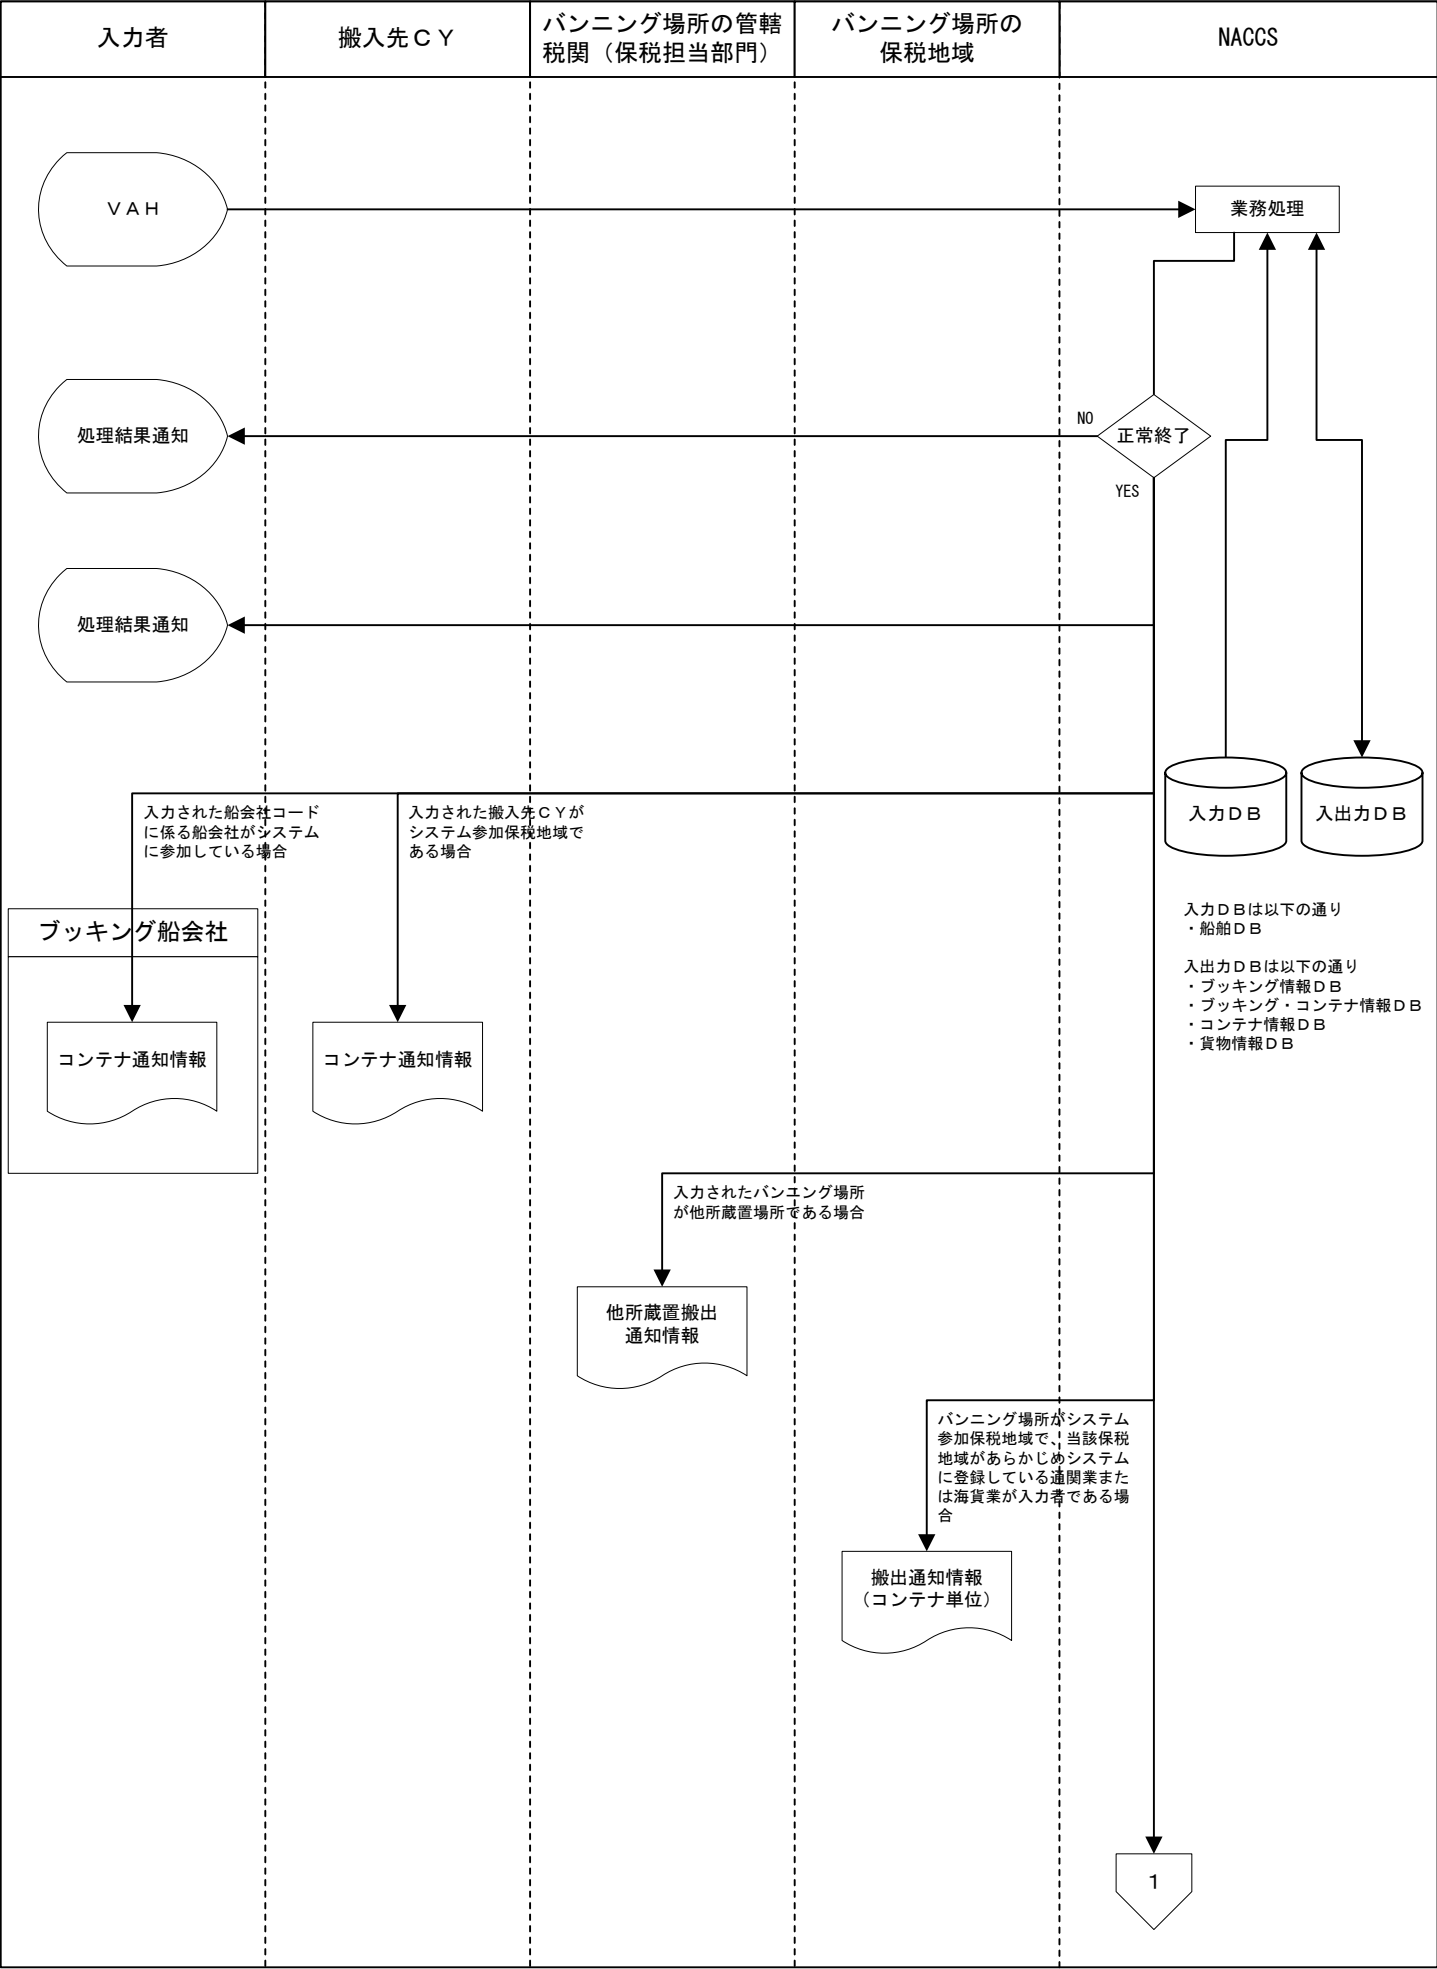 入力者
搬入先ＣＹ
バンニング場所の管轄
税関（保税担当部門）
バンニング場所の
保税地域
NACCS
ＶＡＨ
業務処理
処理結果通知
NO
正常終了
YES
処理結果通知
入力ＤＢ
入出力ＤＢ
入力された船会社コード
に係る船会社がシステム
に参加している場合
入力された搬入先ＣＹが
システム参加保税地域で
ある場合
入力ＤＢは以下の通り
・船舶ＤＢ
入出力ＤＢは以下の通り
・ブッキング情報ＤＢ
・ブッキング・コンテナ情報ＤＢ
・コンテナ情報ＤＢ
・貨物情報ＤＢ
ブッキング船会社
コンテナ通知情報
コンテナ通知情報
入力されたバンニング場所
が他所蔵置場所である場合
他所蔵置搬出
通知情報
バンニング場所がシステム
参加保税地域で、当該保税
地域があらかじめシステム
に登録している通関業また
は海貨業が入力者である場
合
搬出通知情報
（コンテナ単位）
１